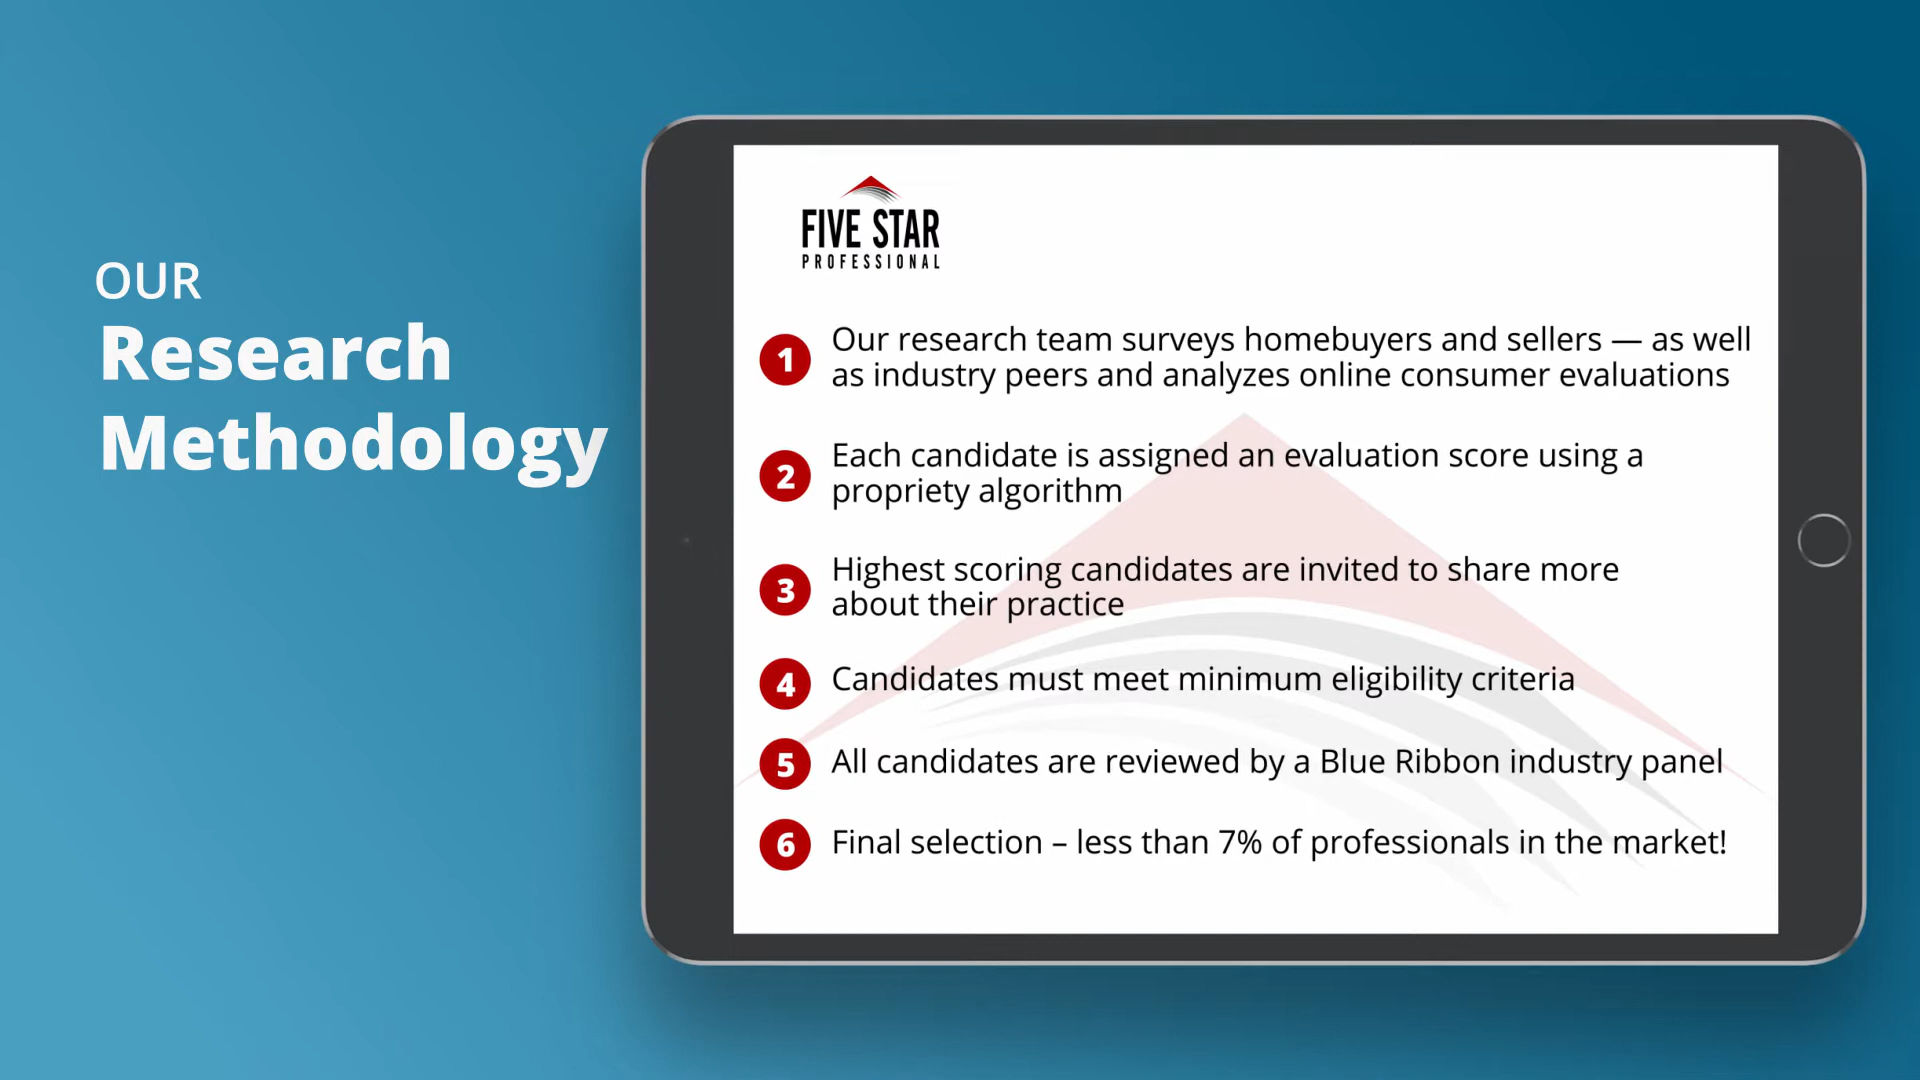 OUR
Research
Methodology
FIVE STAR
PROFESSIONAL
1 Our research team surveys homebuyers and sellers — as well
as industry peers and analyzes online consumer evaluations
2 Each candidate is assigned an evaluation score using a
propriety algorithm
3 Highest scoring candidates are invited to share more
about their practice
4 Candidates must meet minimum eligibility criteria
5 All candidates are reviewed by a Blue Ribbon industry panel
6 Final selection – less than 7% of professionals in the market!